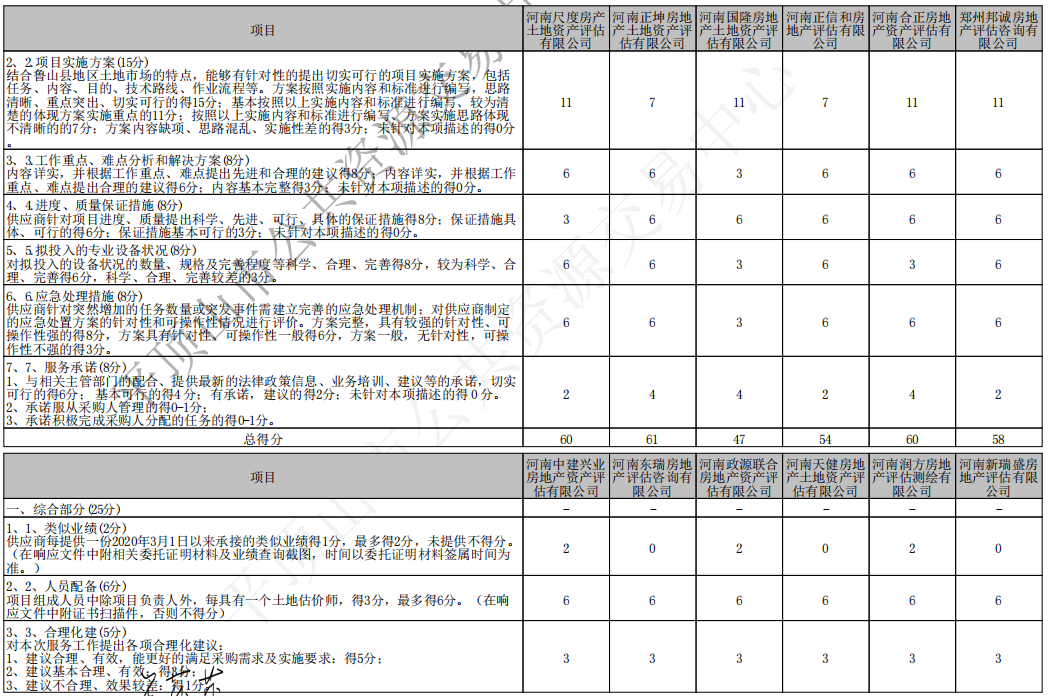 项目
河南尺度房产
土地资产评估
有限公司
河南正坤房地
产土地资产评
估有限公司
河南国隆房地
产土地资产评
估有限公司
河南正信和房
地产评估有限
公司
河南合正房地
产资产评估有
限公司
郑州邦诚房地
产评估咨询有
限公司
2、2.项目实施方案(15分)
结合鲁山县地区土地市场的特点，能够有针对性的提出切实可行的项目实施方案，包括
任务、内容、目的、技术路线、作业流程等。方案按照实施内容和标准进行编写，思路
清晰、重点突出、切实可行的得15分；基本按照以上实施内容和标准进行编写、较为清
楚的体现方案实施重点的11分；按照以上实施内容和标准进行编写、方案实施思路体现
不清晰的的7分；方案内容缺项、思路混乱、实施性差的得3分；未针对本项描述的得0分
。
11 7 11 7 11 11
3、3.工作重点、难点分析和解决方案(8分)
内容详实，并根据工作重点、难点提出先进和合理的建议得8分；内容详实，并根据工作
重点、难点提出合理的建议得6分；内容基本完整得3分；未针对本项描述的得0分。
6 6 3 6 6 6
4、4.进度、质量保证措施(8分)
供应商针对项目进度、质量提出科学、先进、可行、具体的保证措施得8分；保证措施具
体、可行的得6分；保证措施基本可行的3分；未针对本项描述的得0分。
3 6 6 6 6 6
5、5.拟投入的专业设备状况(8分)
对拟投入的设备状况的数量、规格及完善程度等科学、合理、完善得8分，较为科学、合
理、完善得6分，科学、合理、完善较差的3分。
6 6 3 6 3 6
6、6.应急处理措施(8分)
供应商针对突然增加的任务数量或突发事件需建立完善的应急处理机制；对供应商制定
的应急处置方案的针对性和可操作性情况进行评价。方案完整，具有较强的针对性、可
操作性强的得8分，方案具有针对性、可操作性一般得6分，方案一般，无针对性，可操
作性不强的得3分。
6 6 3 6 6 6
7、7、服务承诺(8分)
1、与相关主管部门的配合、提供最新的法律政策信息、业务培训、建议等的承诺，切实
可行的得6分； 基本可行的得4 分；有承诺，建议的得2分；未针对本项描述的得 0 分。
2、承诺服从采购人管理的得0-1分；
3、承诺积极完成采购人分配的任务的得0-1分。
2 4 4 2 4 2
总得分 60 61 47 54 60 58
项目
河南中建兴业
房地产资产评
估有限公司
河南东瑞房地
产评估咨询有
限公司
河南政源联合
房地产资产评
估有限公司
河南天健房地
产土地资产评
估有限公司
河南润方房地
产评估测绘有
限公司
河南新瑞盛房
地产评估有限
公司
一、综合部分(25分) – – – – – –
1、1、类似业绩(2分)
供应商每提供一份2020年3月1日以来承接的类似业绩得1分，最多得2分，未提供不得分。
（在响应文件中附相关委托证明材料及业绩查询截图，时间以委托证明材料签属时间为
准。）
2 0 2 0 2 0
2、2、人员配备(6分)
项目组成人员中除项目负责人外，每具有一个土地估价师，得3分，最多得6分。（在响
应文件中附证书扫描件，否则不得分）
6 6 6 6 6 6
3、3、合理化建(5分)
对本次服务工作提出各项合理化建议：
1、建议合理、有效，能更好的满足采购需求及实施要求：得5分；
2、建议基本合理、有效：得3分；
3、建议不合理、效果较差：得1分。
3 3 3 3 3 3
平顶山市公共资源交易中心
平顶山市公共资源交易中心